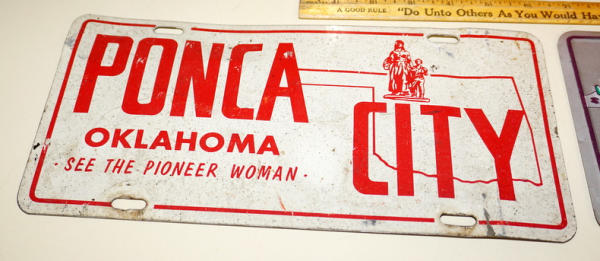 PONCA
CITY
OKLAHOMA
· SEE THE PIONEER WOMAN ·
A GOOD RULE "Do Unto Others As You Would Ha